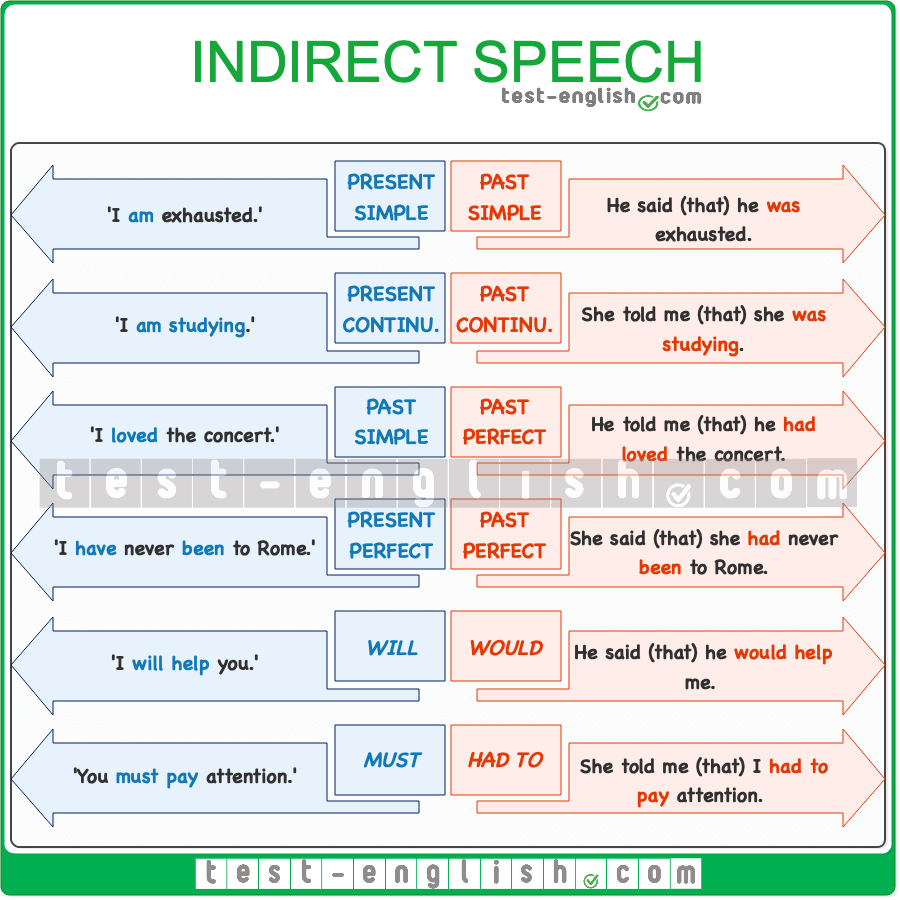 INDIRECT SPEECH
test-english.com
'I am exhausted.'
PRESENT
SIMPLE
PAST
SIMPLE
He said (that) he was
exhausted.
'I am studying.'
PRESENT
CONTINU.
PAST
CONTINU.
She told me (that) she was
studying.
'I loved the concert.'
PAST
SIMPLE
PAST
PERFECT
He told me (that) he had
loved the concert.
test-english.com
'I have never been to Rome.'
PRESENT
PERFECT
PAST
PERFECT
She said (that) she had never
been to Rome.
'I will help you.'
WILL
WOULD
He said (that) he would help
me.
'You must pay attention.'
MUST
HAD TO
She told me (that) I had to
pay attention.
test-english.com